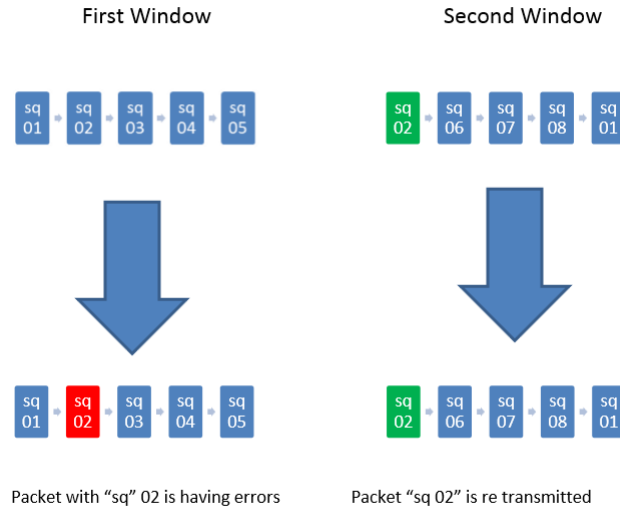 First Window
Second Window
sq 01
sq 02
sq 03
sq 04
sq 05
sq 02
sq 06
sq 07
sq 08
sq 01
sq 01
sq 02
sq 03
sq 04
sq 05
sq 02
sq 06
sq 07
sq 08
sq 01
Packet with “sq” 02 is having errors
Packet “sq 02” is re transmitted